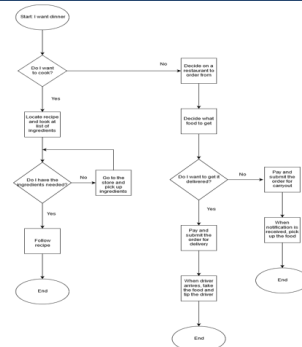 Start I want dinner
Do I want
to cook?
No
Decide on a
restaurant to
order from
Yes
Locate recipe
and look at
list of
ingredients
Decide what
food to get
Do I have the
ingredients needed?
No
Go to the
store and
pick up
ingredients
Do I want to get it
delivered?
No
Pay and
submit the
order for
carryout
Yes
Yes
Follow
recipe
Pay and
submit the
order for
delivery
When
notification is
received, pick
up the food
End
When driver
arrives, take
the food and
tip the driver
End
End